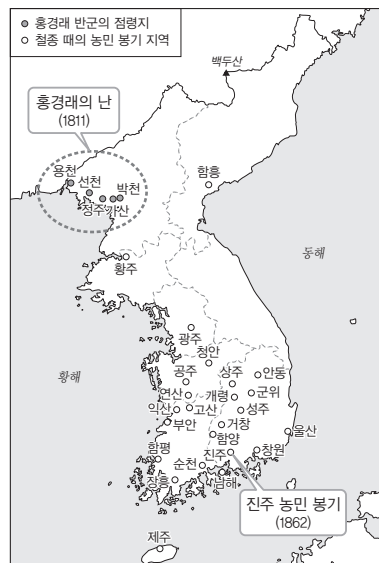 홍경래 반군의 점령지
철종 때의 농민 봉기 지역
백두산
홍경래의 난
(1811)
용천
선천
박천
정주
가산
함흥
황주
동해
황해
광주
청안
공주
상주
안동
연산
개령
군위
익산
고산
성주
부안
거창
울산
함양
함평
순천
진주
창원
장흥
남해
진주 농민 봉기
(1862)
제주